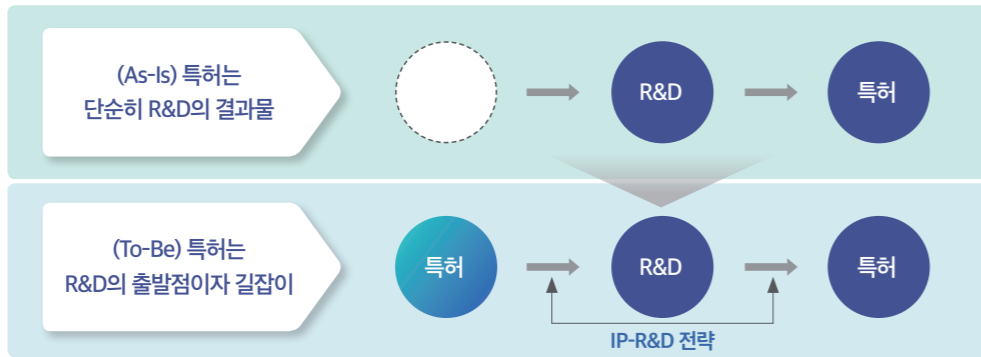 (As-Is) 특허는
단순히 R&D의 결과물
R&D
특허
(To-Be) 특허는
R&D의 출발점이자 길잡이
특허
R&D
특허
IP-R&D 전략